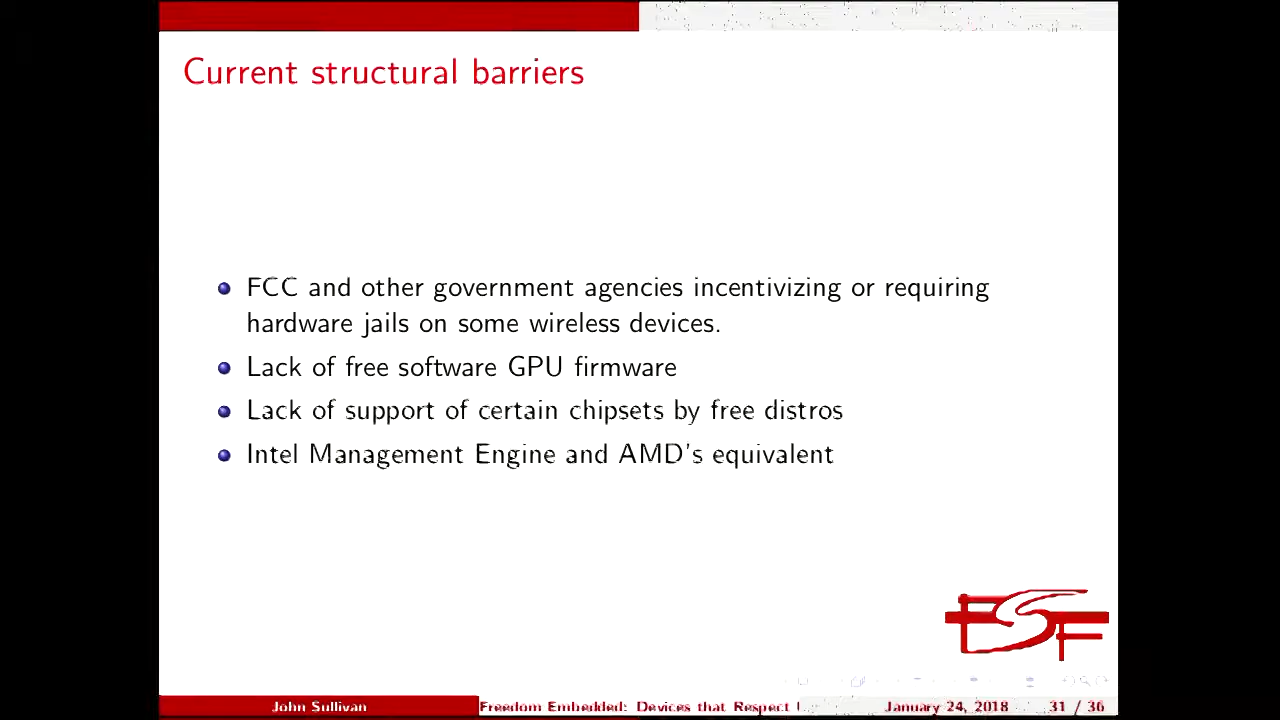 Current structural barriers
FCC and other government agencies incentivizing or requiring
hardware jails on some wireless devices.
Lack of free software GPU firmware
Lack of support of certain chipsets by free distros
Intel Management Engine and AMD's equivalent
FSF
John Sullivan
Freedom Embedded: Devices that Respect
January 24, 2018
31 / 36